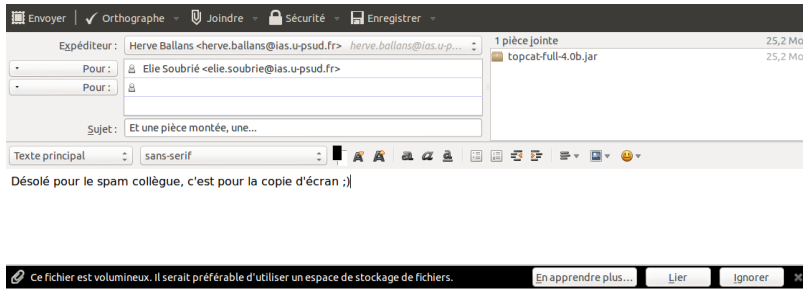 Envoyer Orthographe Joindre Sécurité Enregistrer
Expéditeur : Herve Ballans <herve.ballans@ias.u-psud.fr> herve.ballans@ias.u-p...
Pour : Elie Soubrié <elie.soubrie@ias.u-psud.fr>
Pour :
Sujet : Et une pièce montée, une...
1 pièce jointe 25,2 Mo
topcat-full-4.0b.jar 25,2 Mo
Texte principal sans-serif
Désolé pour le spam collègue, c'est pour la copie d'écran ;)
Ce fichier est volumineux. Il serait préférable d'utiliser un espace de stockage de fichiers. En apprendre plus... Lier Ignorer